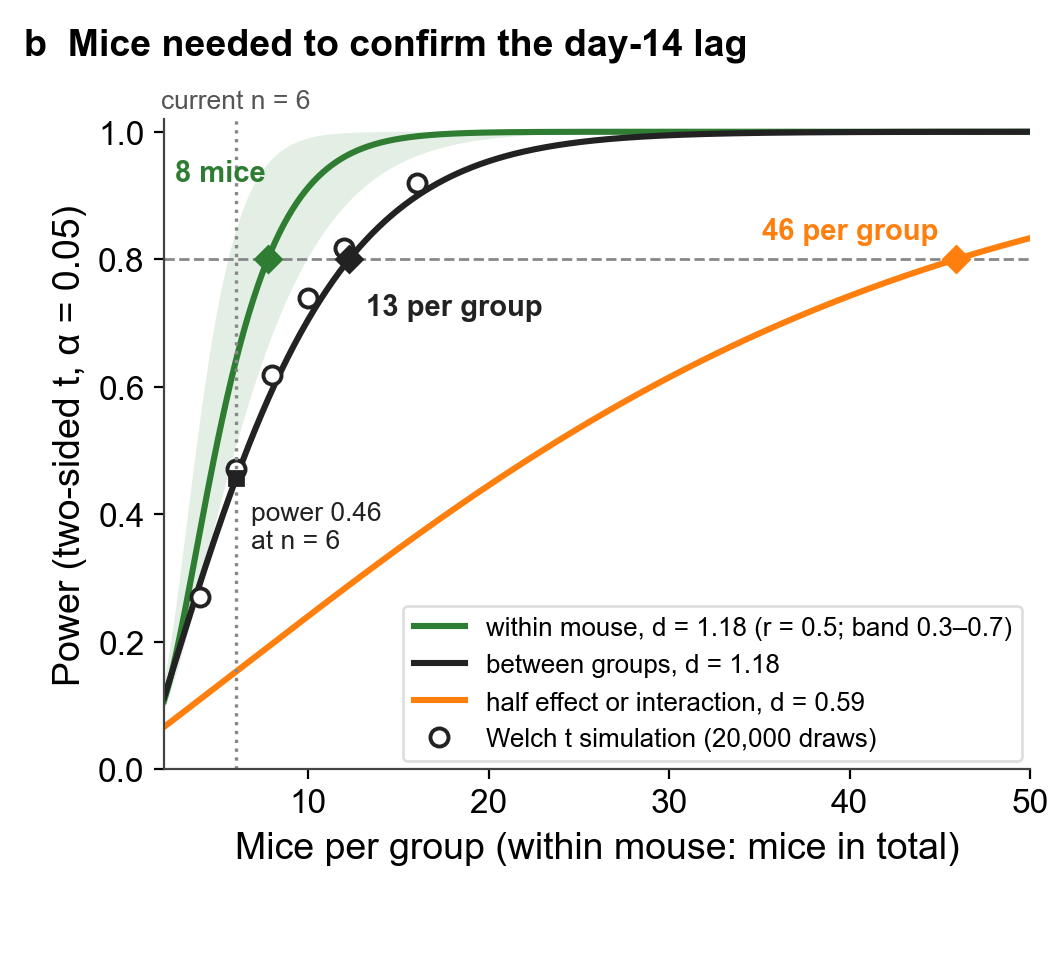 b Mice needed to confirm the day-14 lag
current n = 6
1.0
8 mice
46 per group
0.8
13 per group
0.6
0.4
power 0.46
at n = 6
0.2
0.0
Power (two-sided t, α = 0.05)
within mouse, d = 1.18 (r = 0.5; band 0.3–0.7)
between groups, d = 1.18
half effect or interaction, d = 0.59
Welch t simulation (20,000 draws)
10 20 30 40 50
Mice per group (within mouse: mice in total)